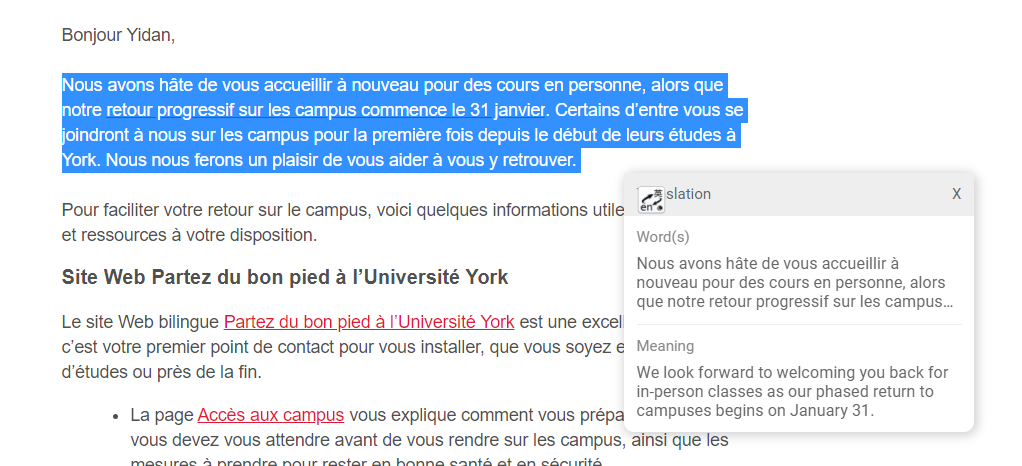 Bonjour Yidan,
Nous avons hâte de vous accueillir à nouveau pour des cours en personne, alors que
notre retour progressif sur les campus commence le 31 janvier. Certains d’entre vous se
joindront à nous sur les campus pour la première fois depuis le début de leurs études à
York. Nous nous ferons un plaisir de vous aider à vous y retrouver.
Pour faciliter votre retour sur le campus, voici quelques informations utile
et ressources à votre disposition.
Site Web Partez du bon pied à l’Université York
Le site Web bilingue Partez du bon pied à l’Université York est une excell
c’est votre premier point de contact pour vous installer, que vous soyez e
d’études ou près de la fin.
• La page Accès aux campus vous explique comment vous prépa
vous devez vous attendre avant de vous rendre sur les campus, ainsi que les
mesures à prendre pour rester en bonne santé et en sécurité.
英
en
slation X
Word(s)
Nous avons hâte de vous accueillir à
nouveau pour des cours en personne, alors
que notre retour progressif sur les campus...
Meaning
We look forward to welcoming you back for
in-person classes as our phased return to
campuses begins on January 31.